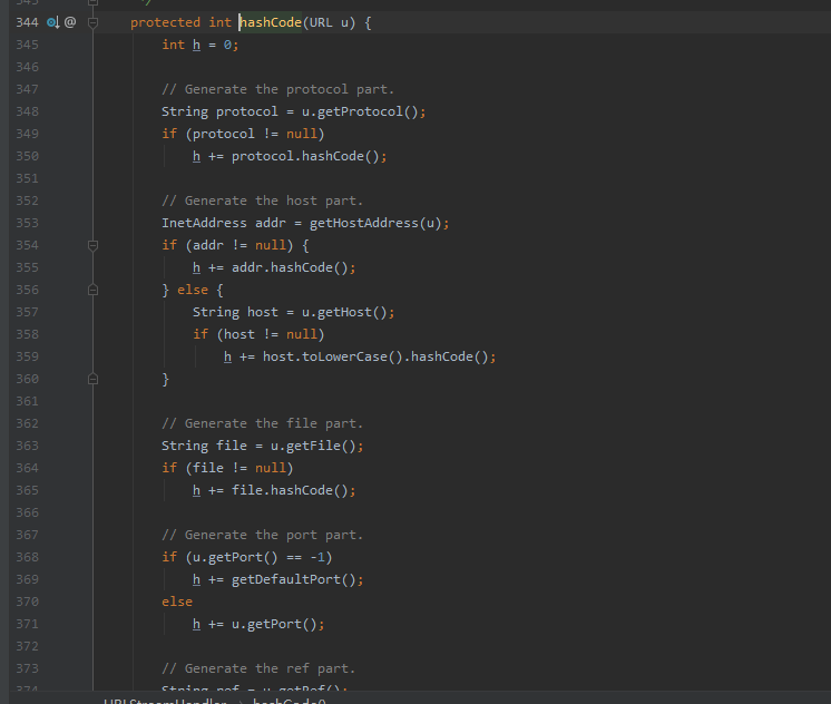 344 @ protected int hashCode(URL u) {
345 int h = 0;
346
347 // Generate the protocol part.
348 String protocol = u.getProtocol();
349 if (protocol != null)
350 h += protocol.hashCode();
351
352 // Generate the host part.
353 InetAddress addr = getHostAddress(u);
354 if (addr != null) {
355 h += addr.hashCode();
356 } else {
357 String host = u.getHost();
358 if (host != null)
359 h += host.toLowerCase().hashCode();
360 }
361
362 // Generate the file part.
363 String file = u.getFile();
364 if (file != null)
365 h += file.hashCode();
366
367 // Generate the port part.
368 if (u.getPort() == -1)
369 h += getDefaultPort();
370 else
371 h += u.getPort();
372
373 // Generate the ref part.
374 String ref = u.getRef();
URLStreamHandler › hashCode()